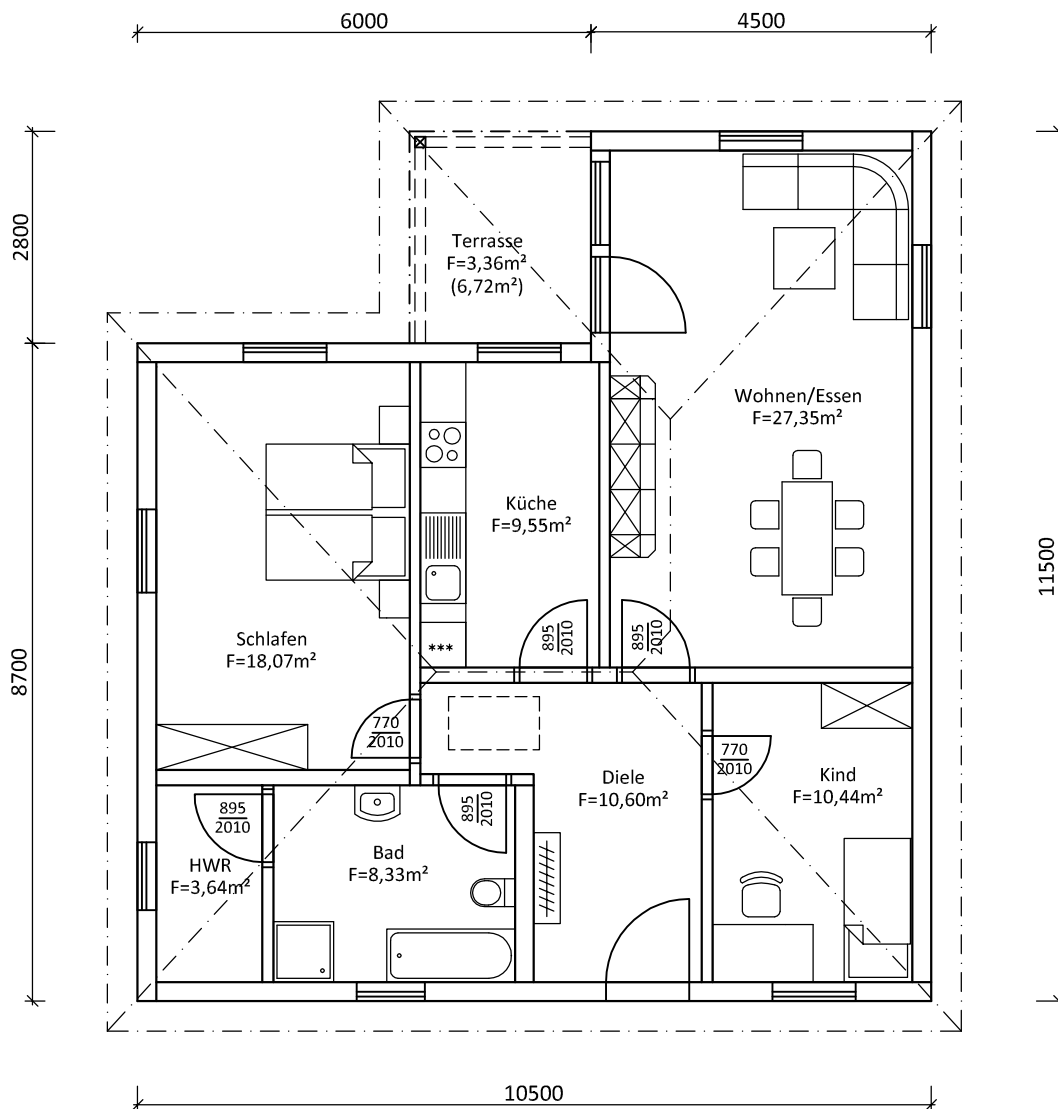 6000
4500
2800
Terrasse
F=3,36m²
(6,72m²)
Wohnen/Essen
F=27,35m²
Küche
F=9,55m²
11500
8700
Schlafen
F=18,07m²
***
895
2010
895
2010
770
2010
770
2010
Diele
F=10,60m²
Kind
F=10,44m²
895
2010
895
2010
HWR
F=3,64m²
Bad
F=8,33m²
10500